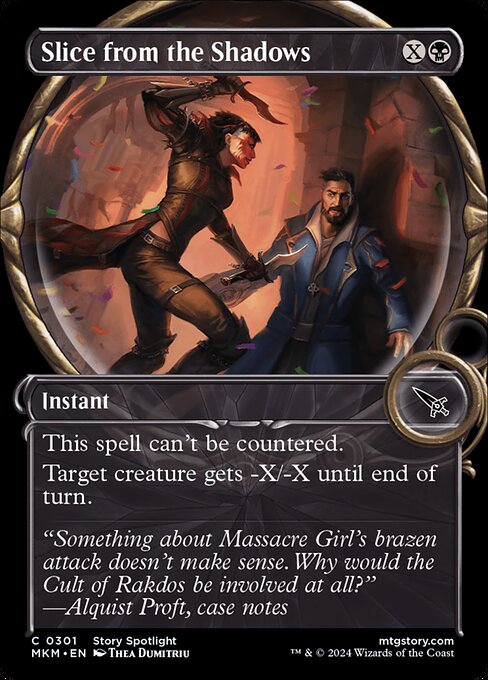 Slice from the Shadows X
Instant
This spell can't be countered.
Target creature gets -X/-X until end of
turn.
“Something about Massacre Girl's brazen
attack doesn't make sense. Why would the
Cult of Rakdos be involved at all?”
—Alquist Proft, case notes
C 0301 Story Spotlight mtgstory.com
MKM • EN Thea Dumitriu ™ & © 2024 Wizards of the Coast